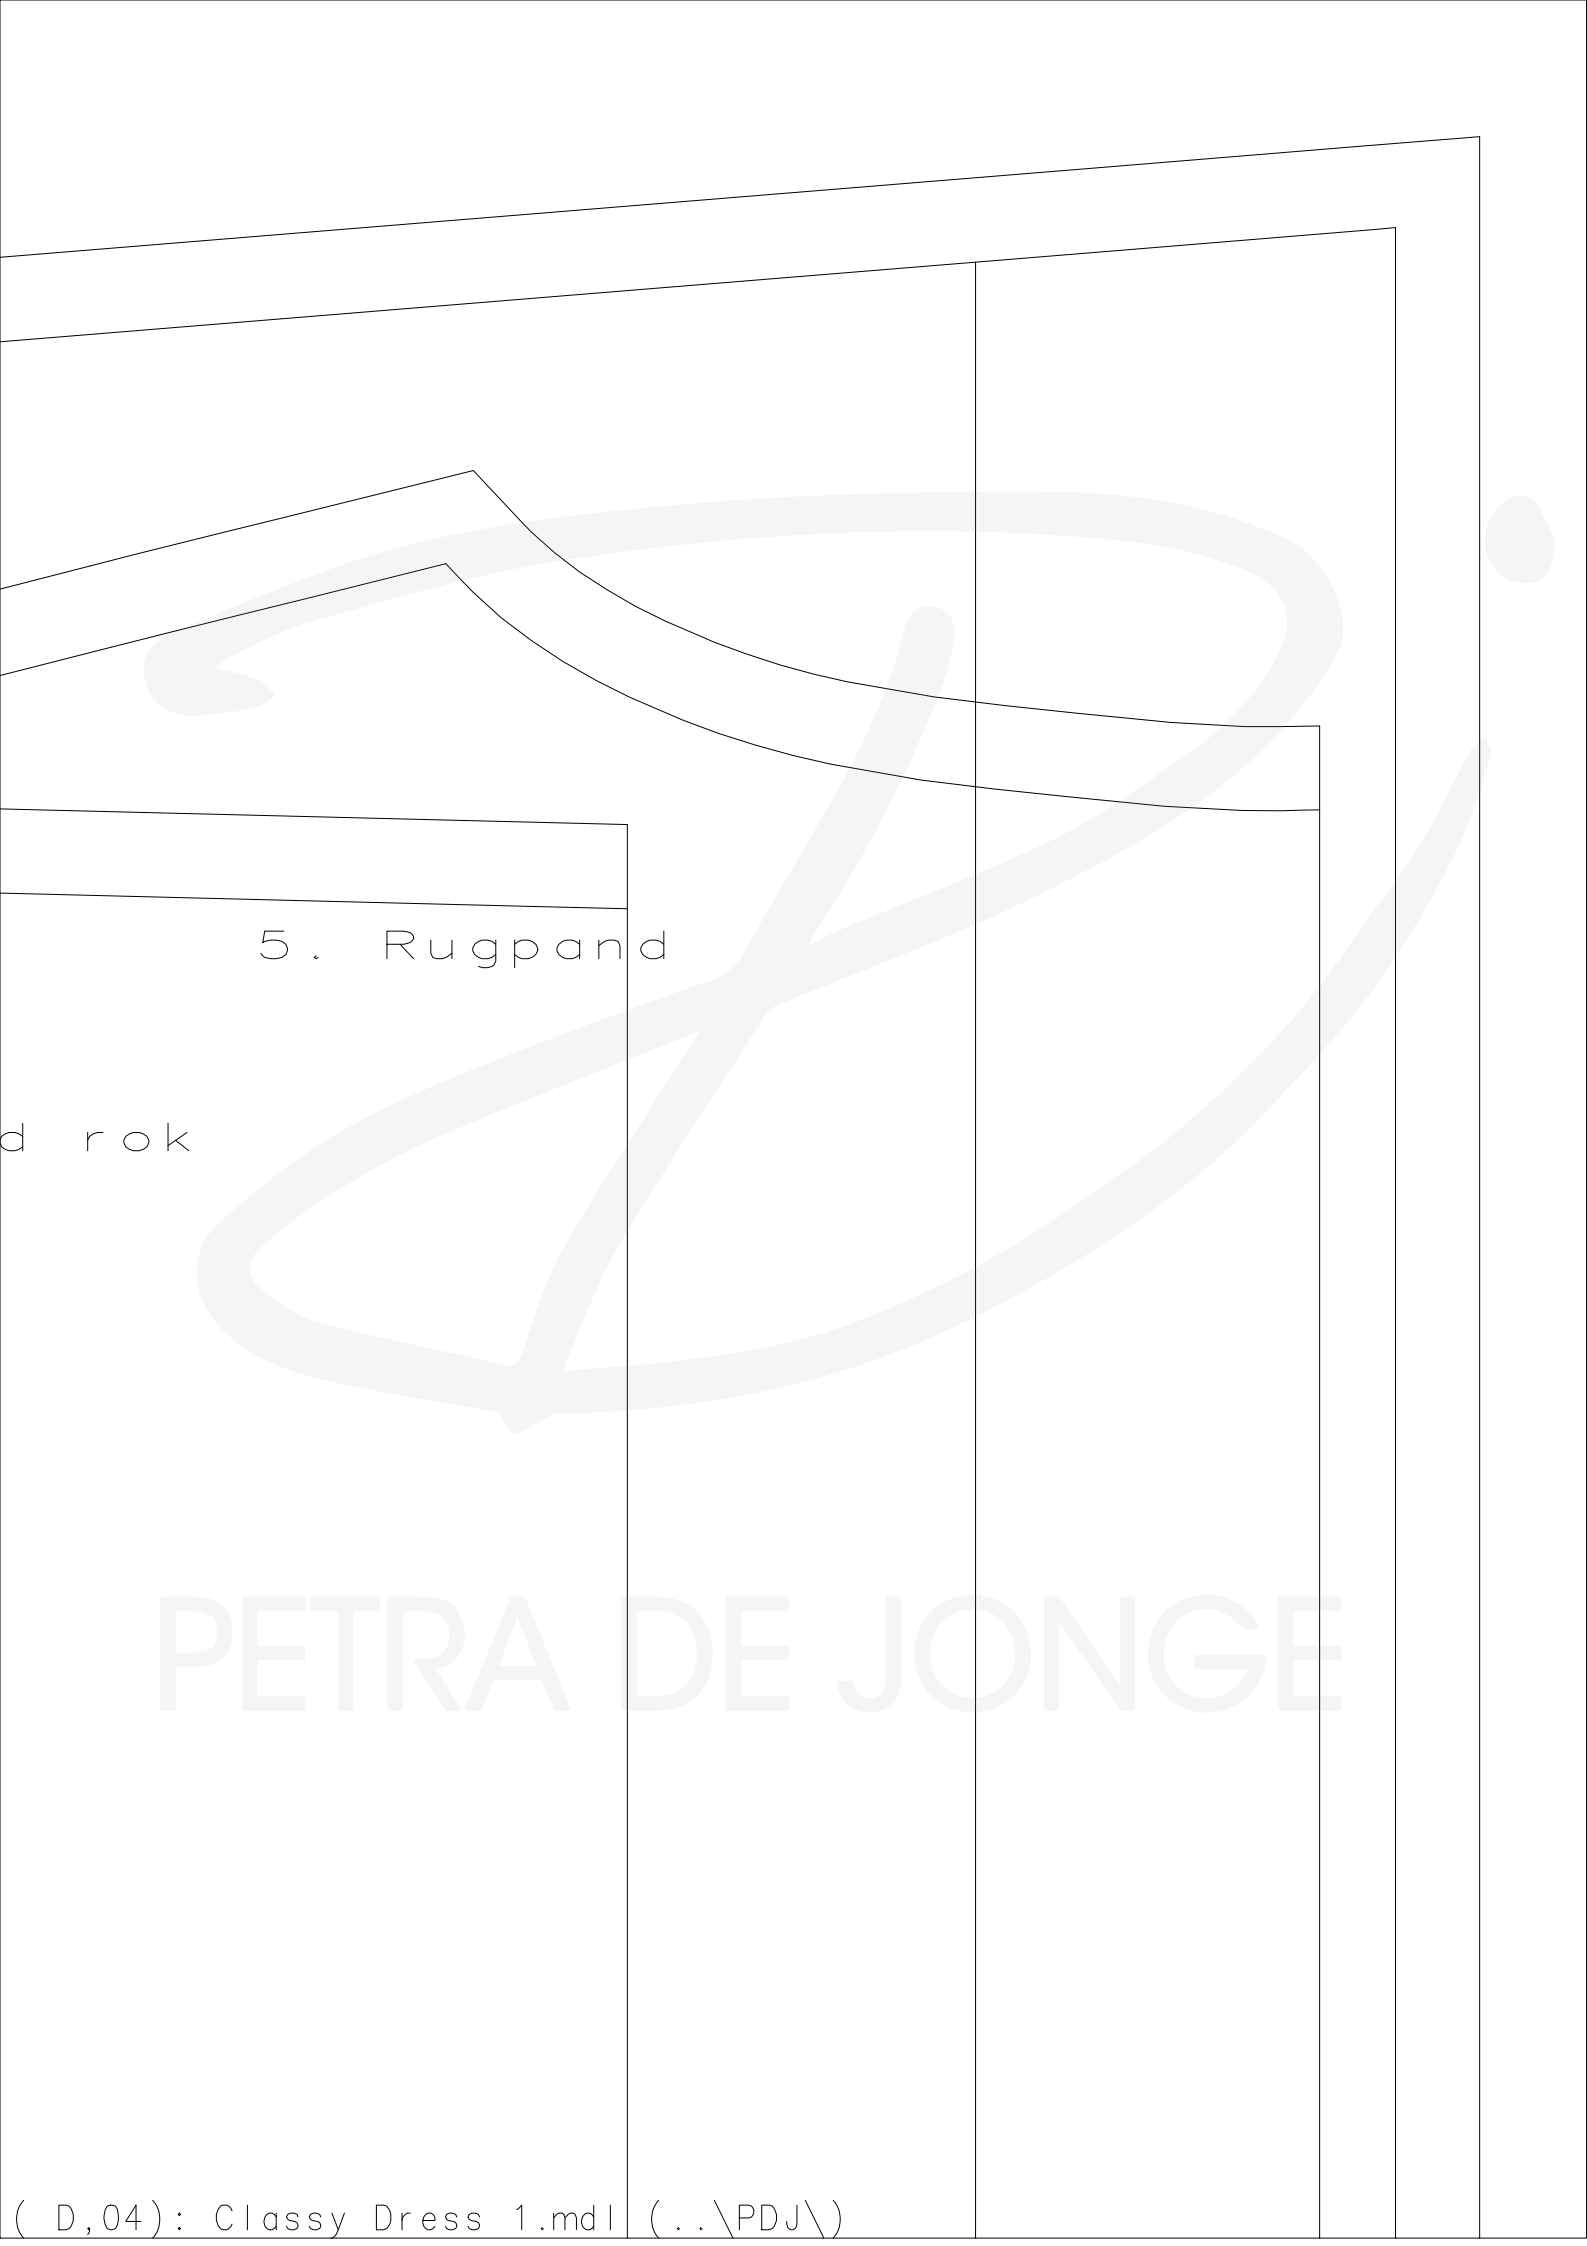 5. Rugpand
d rok
PETRA DE JONGE
( D,04): Classy Dress 1.mdl (..\PDJ\)